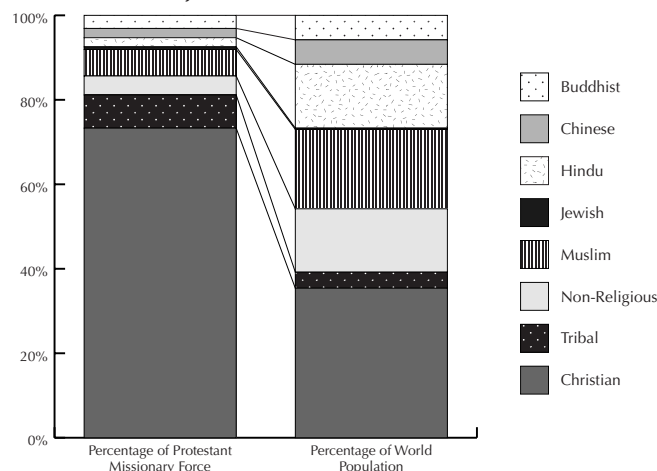 100%
80%
60%
40%
20%
0%
Percentage of Protestant
Missionary Force
Percentage of World
Population
Buddhist
Chinese
Hindu
Jewish
Muslim
Non-Religious
Tribal
Christian